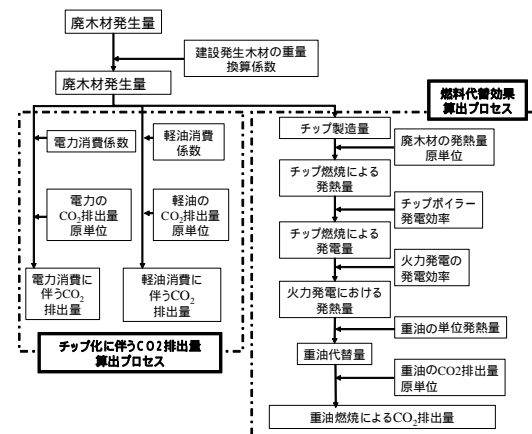 廃木材発生量
建設発生木材の重量
換算係数
廃木材発生量
燃料代替効果
算出プロセス
電力消費係数
軽油消費
係数
電力の
CO₂排出量
原単位
軽油の
CO₂排出量
原単位
電力消費に
伴うCO₂
排出量
軽油消費に
伴うCO₂
排出量
チップ化に伴うCO2排出量
算出プロセス
チップ製造量
廃木材の発熱量
原単位
チップ燃焼による
発熱量
チップボイラー
発電効率
チップ燃焼による
発電量
火力発電の
発電効率
火力発電における
発熱量
重油の単位発熱量
重油代替量
重油のCO2排出量
原単位
重油燃焼によるCO₂排出量